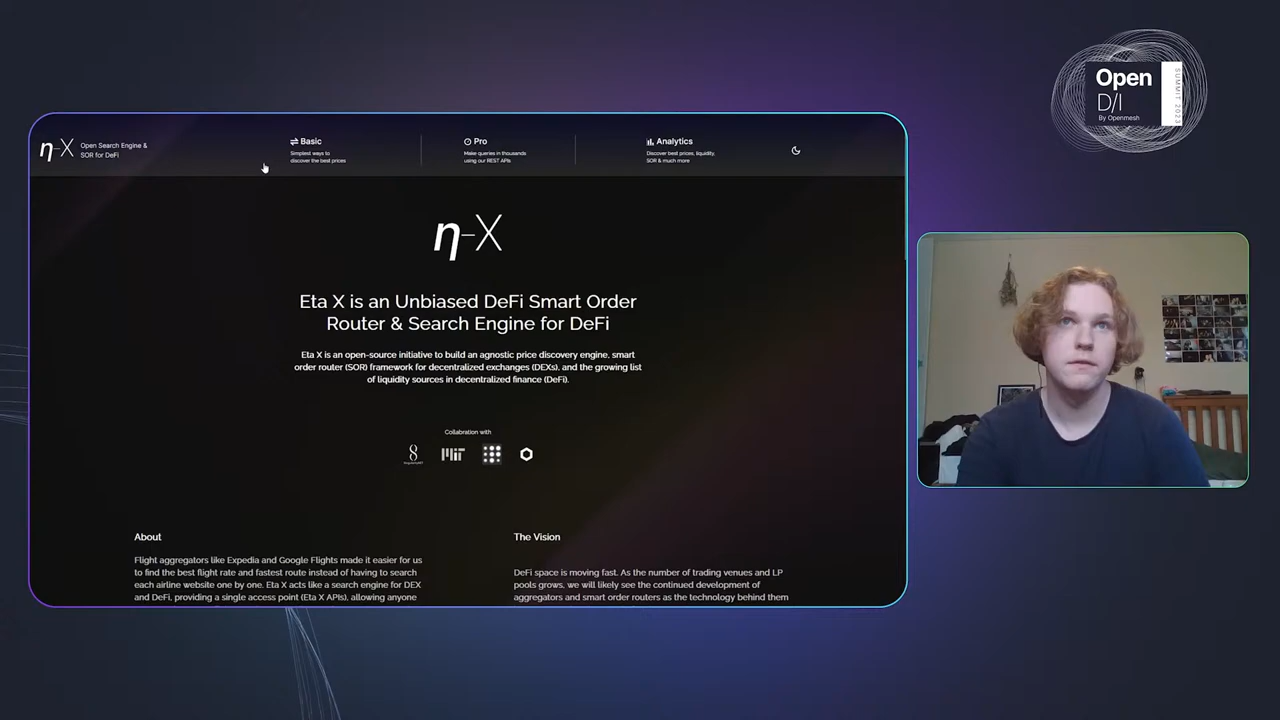 Open
D/I
By Openmesh
SUMMIT 2023
η-X
Open Search Engine &
SOR for DeFi
Basic
Simplest ways to
discover the best prices
Pro
Make queries in thousands
using our REST APIs
Analytics
Discover best prices, liquidity,
SOR & much more
η-X
Eta X is an Unbiased DeFi Smart Order
Router & Search Engine for DeFi
Eta X is an open-source initiative to build an agnostic price discovery engine, smart
order router (SOR) framework for decentralized exchanges (DEXs), and the growing list
of liquidity sources in decentralized finance (DeFi).
Collabration with
SingularityNET
MIT
About
Flight aggregators like Expedia and Google Flights made it easier for us
to find the best flight rate and fastest route instead of having to search
each airline website one by one. Eta X acts like a search engine for DEX
and DeFi, providing a single access point (Eta X APIs), allowing anyone
The Vision
DeFi space is moving fast. As the number of trading venues and LP
pools grows, we will likely see the continued development of
aggregators and smart order routers as the technology behind them